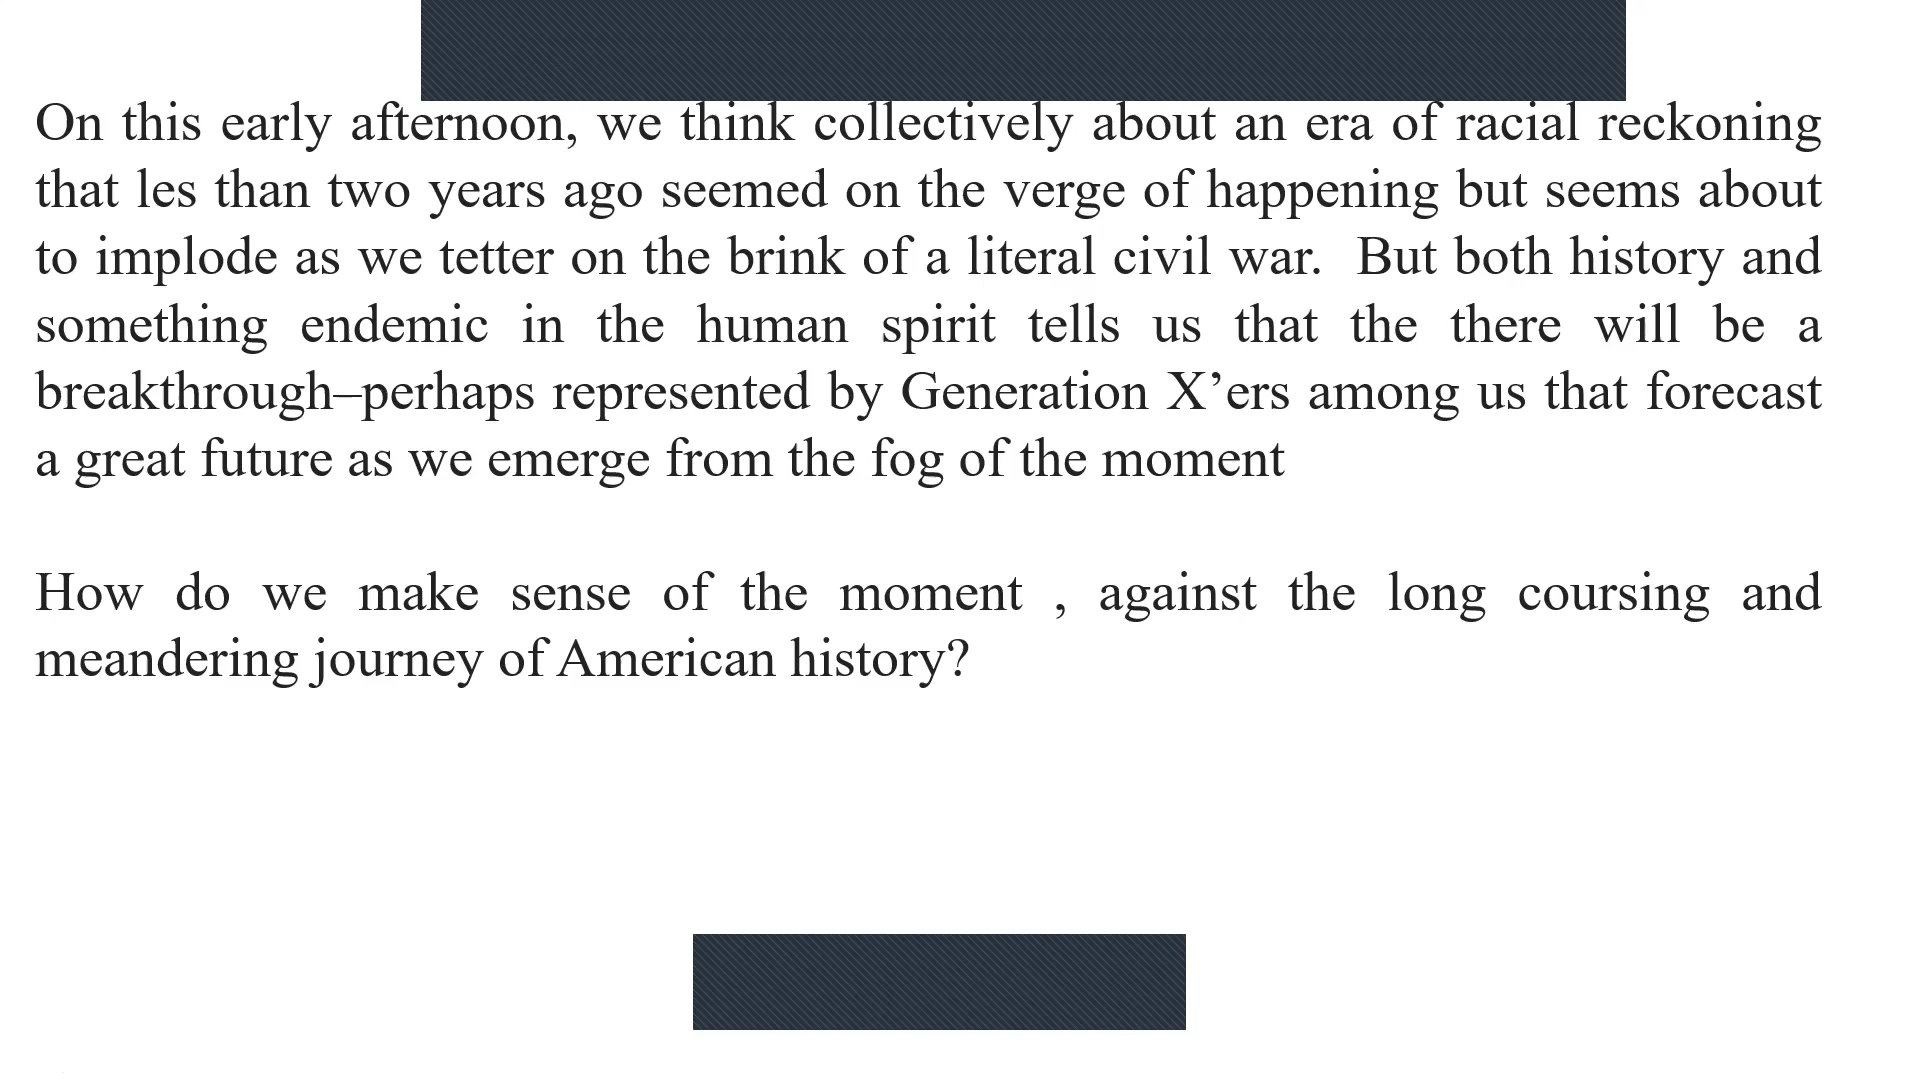 On this early afternoon, we think collectively about an era of racial reckoning
that les than two years ago seemed on the verge of happening but seems about
to implode as we tetter on the brink of a literal civil war.  But both history and
something endemic in the human spirit tells us that the there will be a
breakthrough–perhaps represented by Generation X’ers among us that forecast
a great future as we emerge from the fog of the moment
How do we make sense of the moment , against the long coursing and
meandering journey of American history?